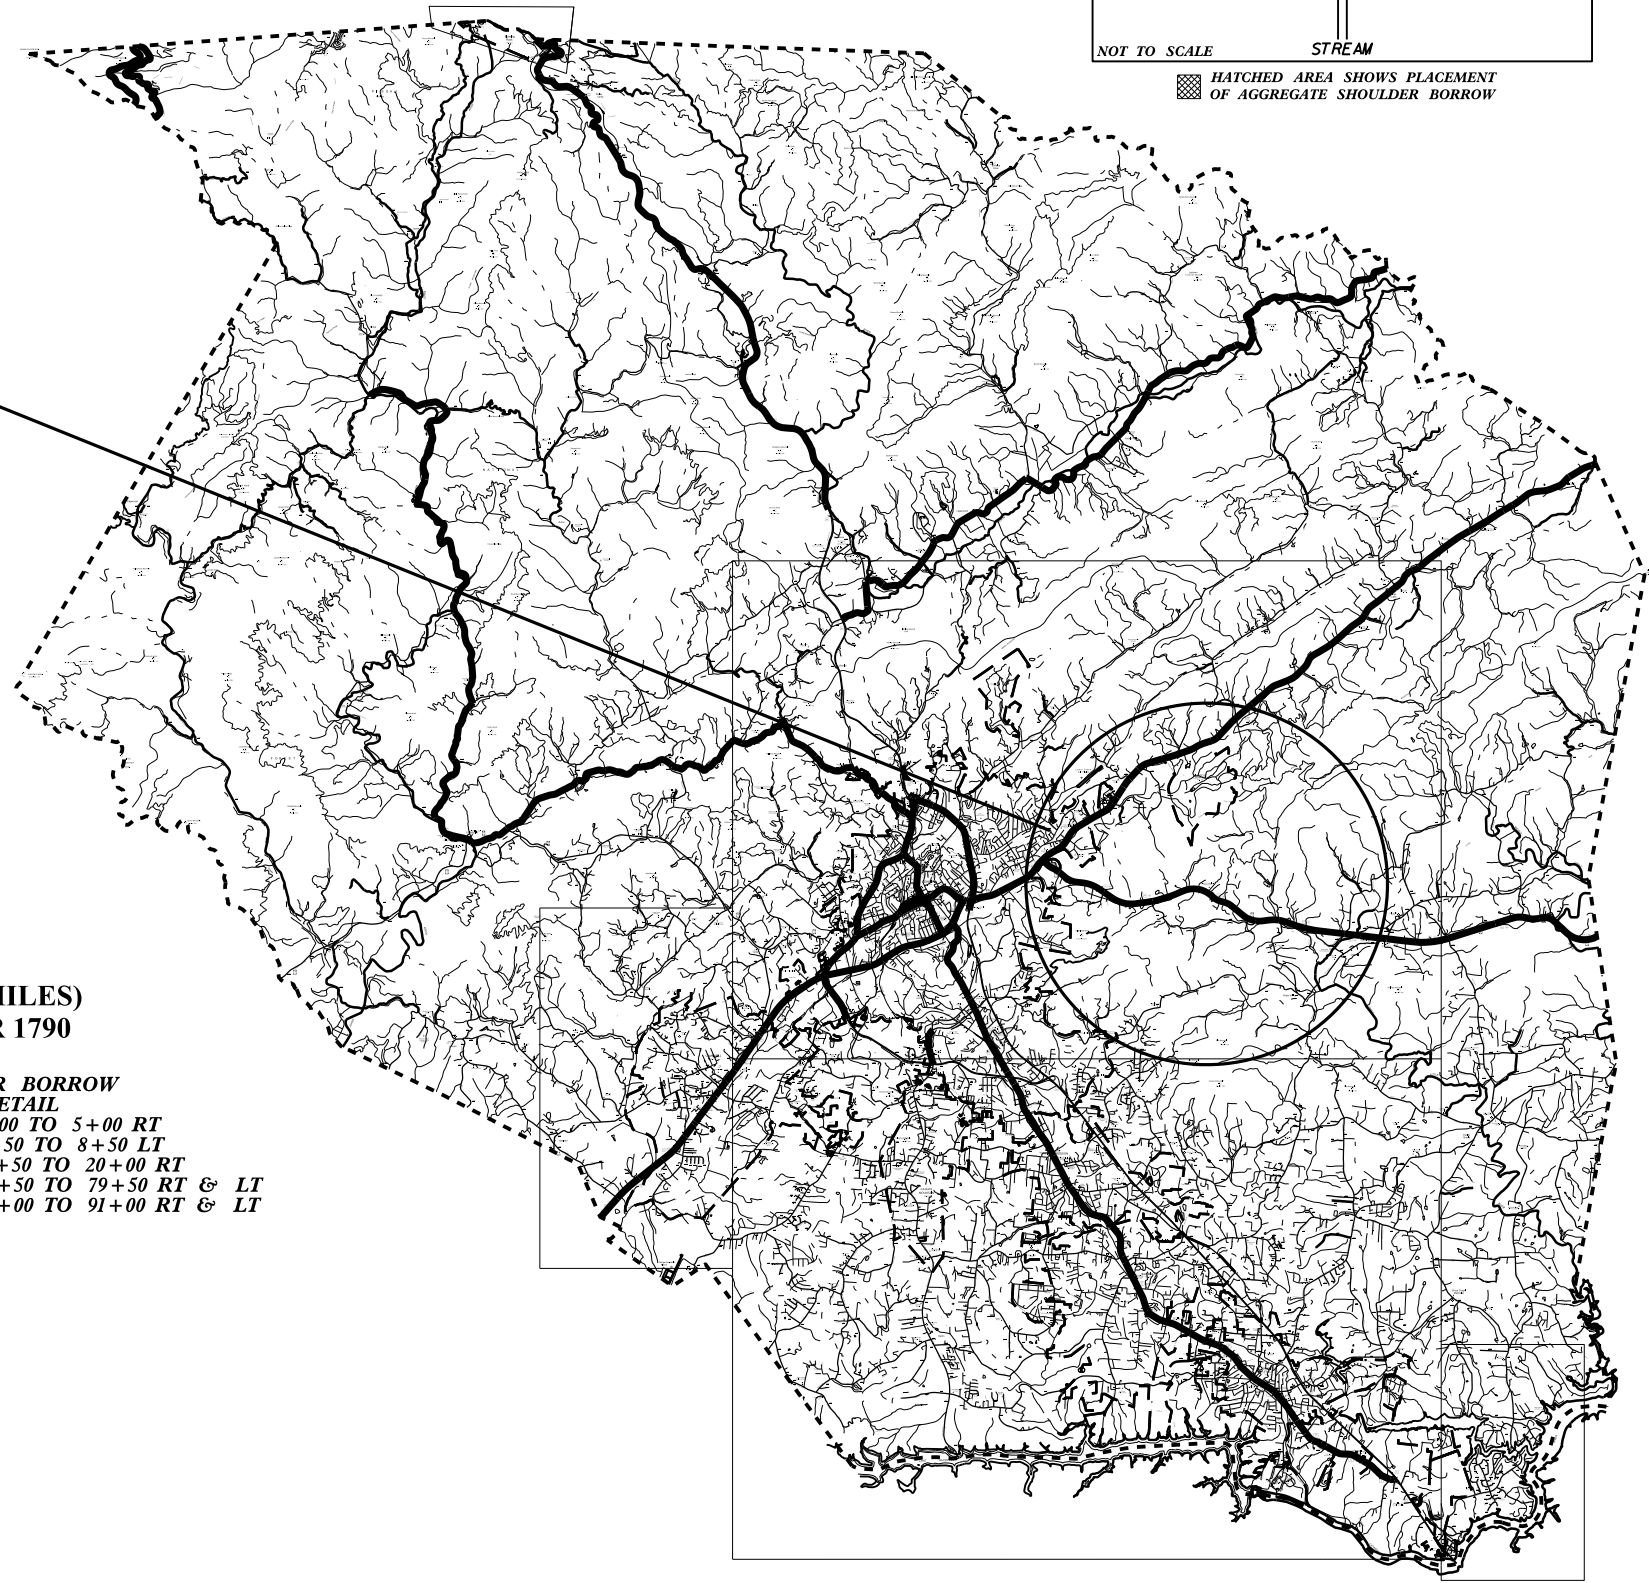 NOT TO SCALE
STREAM
HATCHED AREA SHOWS PLACEMENT
OF AGGREGATE SHOULDER BORROW
MILES)
R 1790
R BORROW
ETAIL
00 TO 5+00 RT
50 TO 8+50 LT
+50 TO 20+00 RT
+50 TO 79+50 RT & LT
+00 TO 91+00 RT & LT